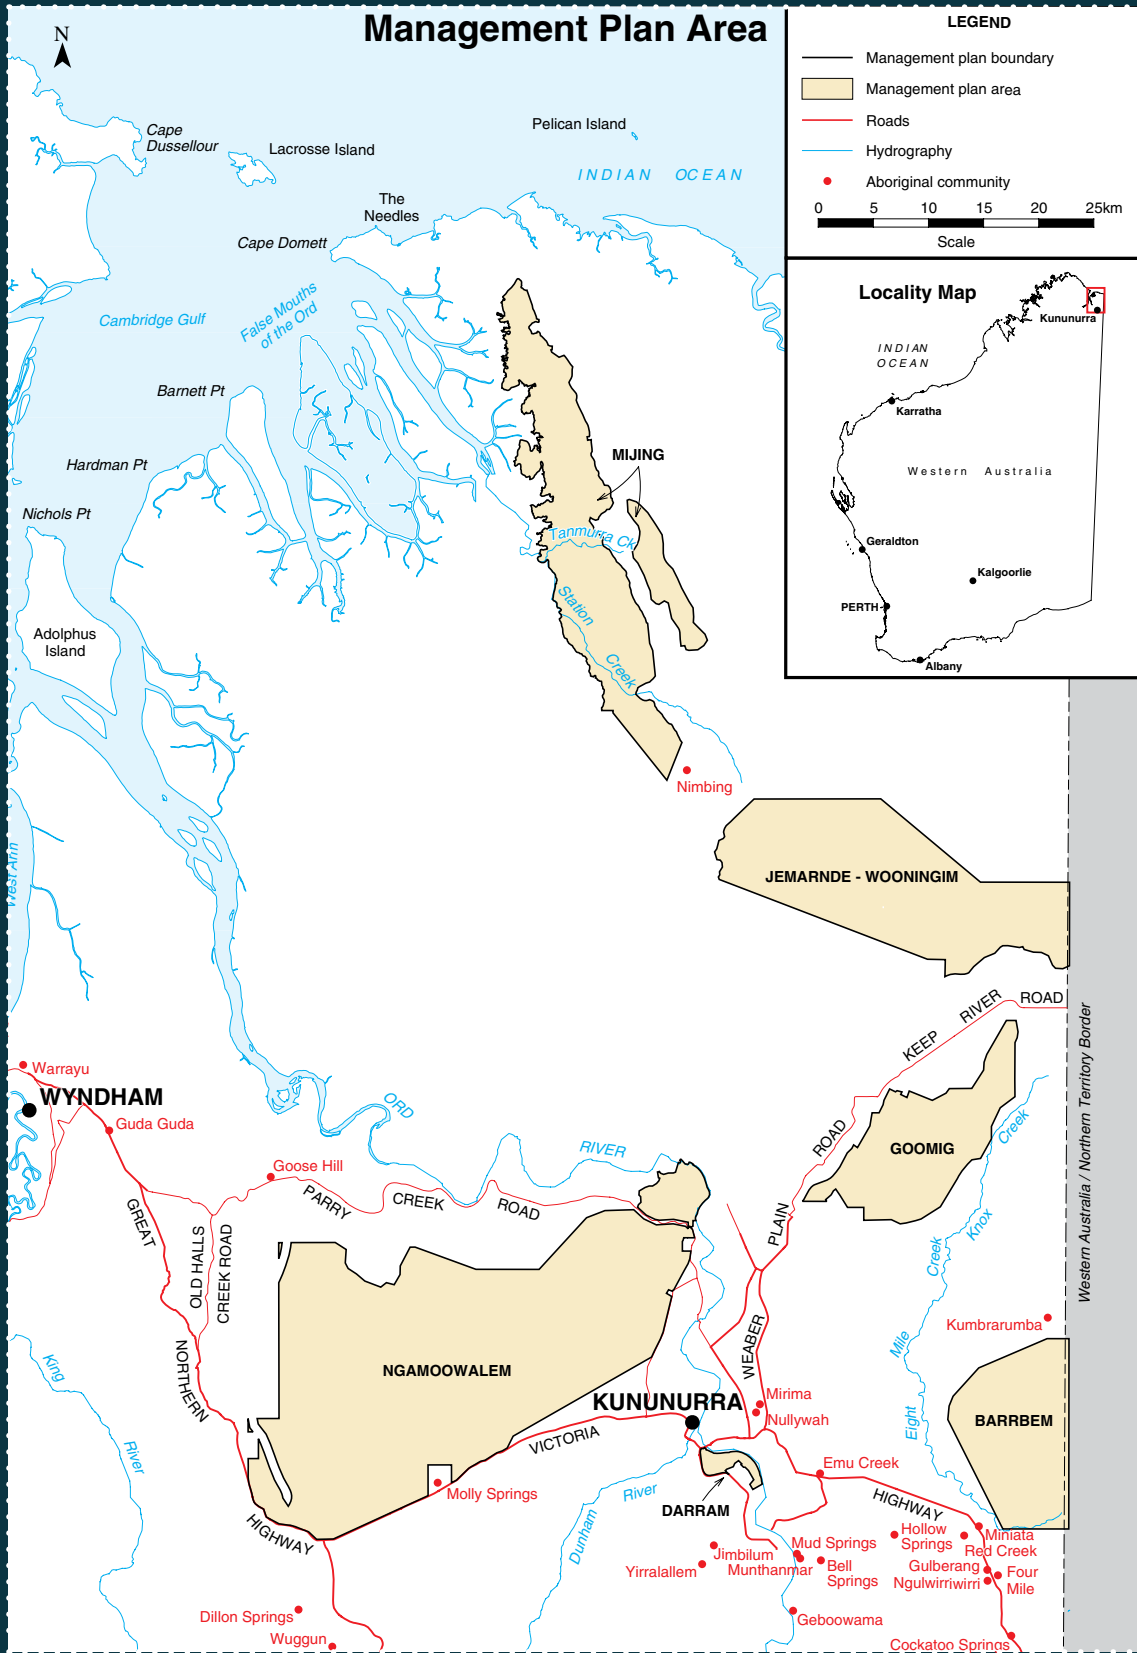 Management Plan Area
N
LEGEND
Management plan boundary
Management plan area
Roads
Hydrography
Aboriginal community
0 5 10 15 20 25km
Scale
Locality Map
Kununurra
INDIAN
OCEAN
Karratha
Western Australia
Geraldton
Kalgoorlie
PERTH
Albany
Cape
Dussellour
Lacrosse Island
Pelican Island
INDIAN OCEAN
The
Needles
Cape Domett
Cambridge Gulf
False Mouths
of the Ord
Barnett Pt
Hardman Pt
Nichols Pt
MIJING
Tanmurra Ck
Station
Creek
Adolphus
Island
Nimbing
West Arm
JEMARNDE - WOONINGIM
KEEP RIVER ROAD
Western Australia / Northern Territory Border
Warrayu
WYNDHAM
Guda Guda
ORD
RIVER
Goose Hill
PARRY CREEK ROAD
GREAT
NORTHERN
HIGHWAY
OLD HALLS
CREEK ROAD
GOOMIG
WEABER
PLAIN
ROAD
Knox
Creek
Eight
Mile
Creek
Kumbrarumba
King
River
NGAMOOWALEM
KUNUNURRA
Mirima
Nullywah
BARRBEM
VICTORIA
HIGHWAY
Molly Springs
Emu Creek
DARRAM
Dunham
River
Hollow
Springs
Miniata
Red Creek
Mud Springs
Jimbilum
Munthanmar
Yirralallem
Bell
Springs
Gulberang
Ngulwirriwirri
Four
Mile
Dillon Springs
Wuggun
Geboowama
Cockatoo Springs